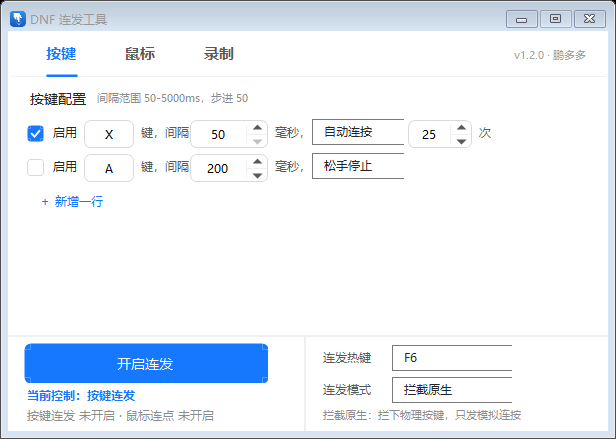 DNF 连发工具
按键 鼠标 录制 v1.2.0 · 鹏多多
按键配置 间隔范围 50-5000ms，步进 50
启用 X 键，间隔 50 毫秒， 自动连按 25 次
启用 A 键，间隔 200 毫秒， 松手停止
+ 新增一行
开启连发
当前控制：按键连发
按键连发 未开启 · 鼠标连点 未开启
连发热键 F6
连发模式 拦截原生
拦截原生：拦下物理按键，只发模拟连按